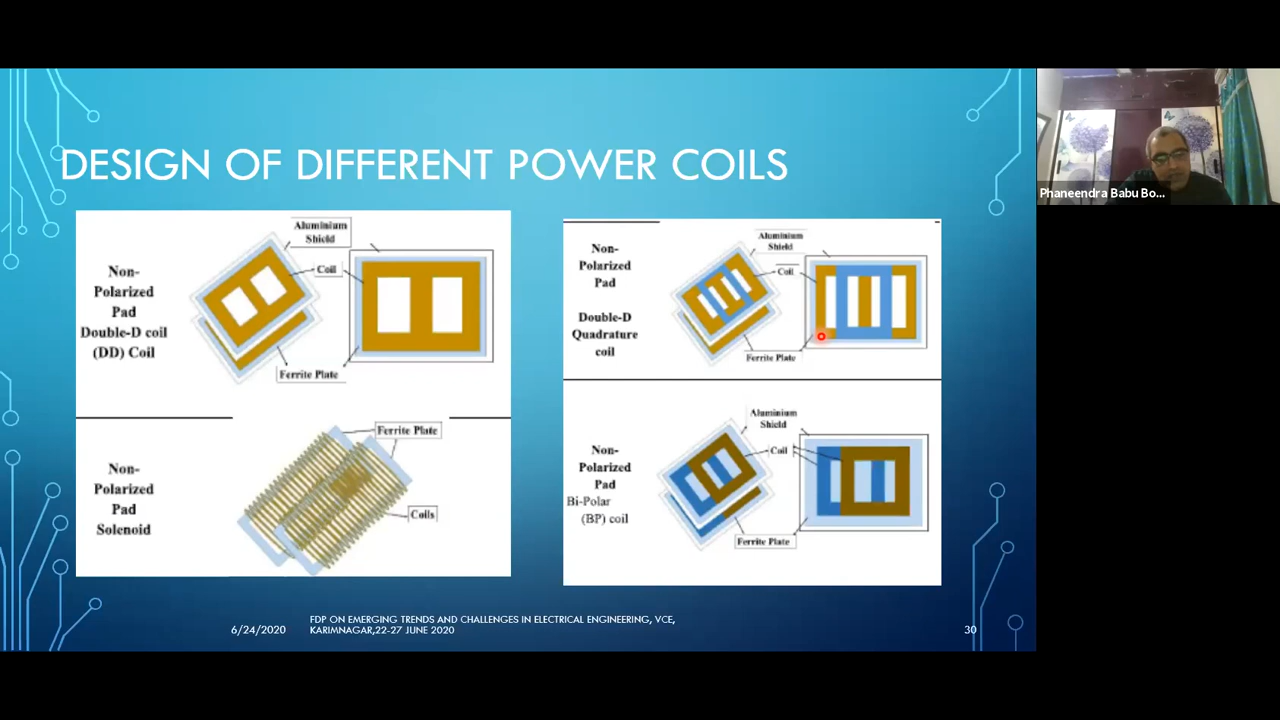 DESIGN OF DIFFERENT POWER COILS
Non-
Polarized
Pad
Double-D coil
(DD) Coil
Aluminium
Shield
Coil
Ferrite Plate
Non-
Polarized
Pad
Solenoid
Ferrite Plate
Coils
Non-
Polarized
Pad
Double-D
Quadrature
coil
Aluminium
Shield
Coil
Ferrite Plate
Non-
Polarized
Pad
Bi-Polar
(BP) coil
Aluminium
Shield
Coil
Ferrite Plate
6/24/2020
FDP ON EMERGING TRENDS AND CHALLENGES IN ELECTRICAL ENGINEERING, VCE,
KARIMNAGAR,22-27 JUNE 2020
30
Phaneendra Babu Bo...